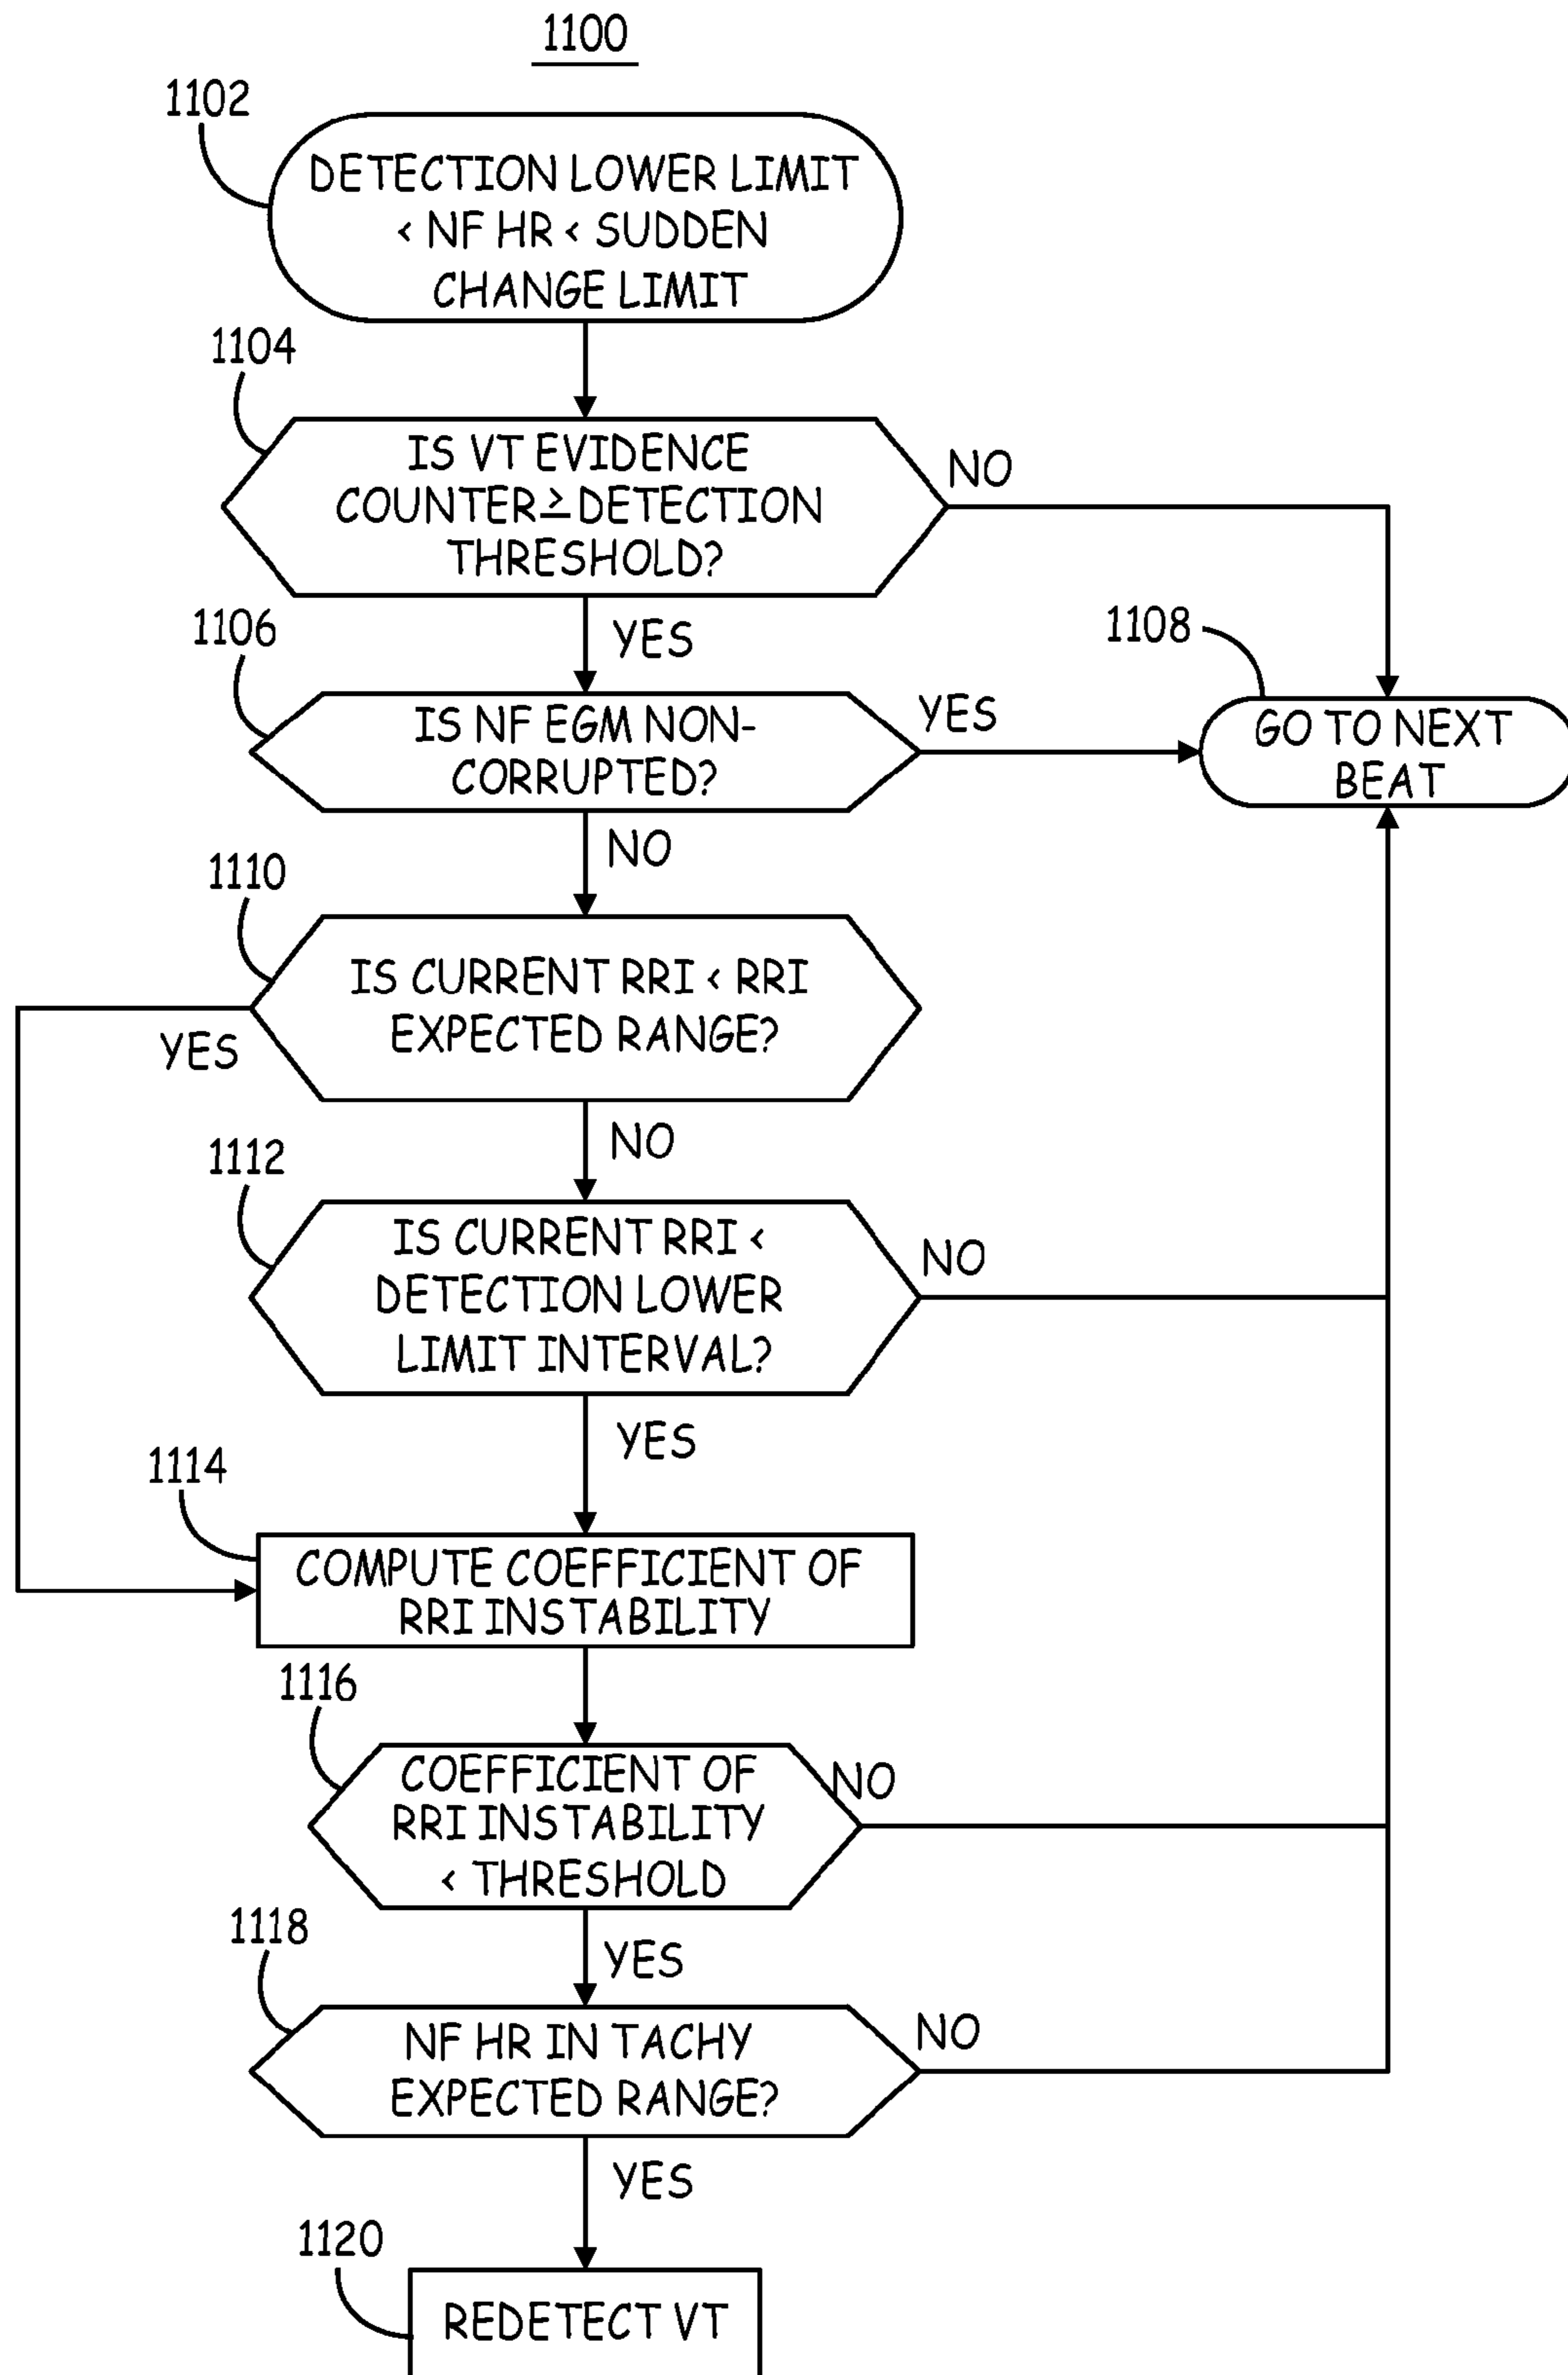 1100
1102
DETECTION LOWER LIMIT
< NF HR < SUDDEN
CHANGE LIMIT
1104
IS VT EVIDENCE
COUNTER ≥ DETECTION
THRESHOLD?
NO
YES
1106
IS NF EGM NON-
CORRUPTED?
YES
1108
GO TO NEXT
BEAT
NO
1110
IS CURRENT RRI < RRI
EXPECTED RANGE?
YES
NO
1112
IS CURRENT RRI <
DETECTION LOWER
LIMIT INTERVAL?
NO
YES
1114
COMPUTE COEFFICIENT OF
RRI INSTABILITY
1116
COEFFICIENT OF
RRI INSTABILITY
< THRESHOLD
NO
YES
1118
NF HR IN TACHY
EXPECTED RANGE?
NO
YES
1120
REDETECT VT